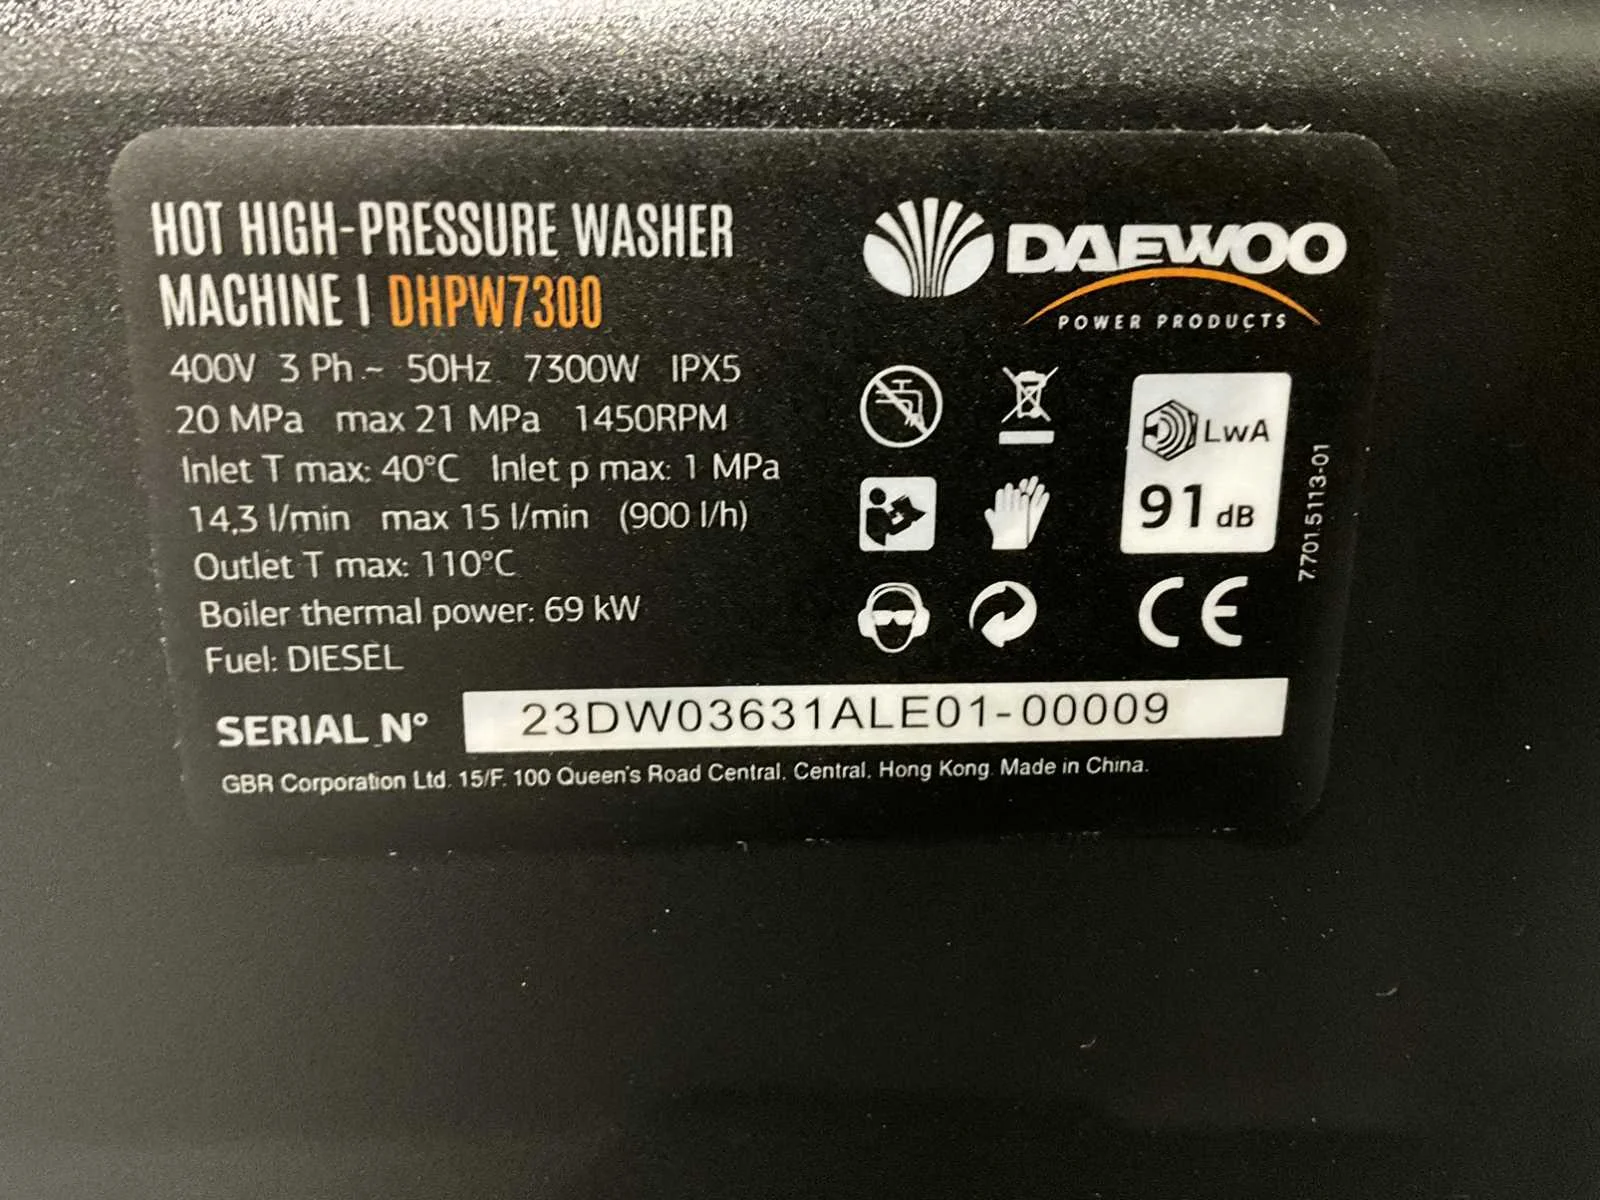 HOT HIGH-PRESSURE WASHER
MACHINE I DHPW7300
400V 3 Ph ~ 50Hz 7300W IPX5
20 MPa max 21 MPa 1450RPM
Inlet T max: 40°C Inlet p max: 1 MPa
14,3 l/min max 15 l/min (900 l/h)
Outlet T max: 110°C
Boiler thermal power: 69 kW
Fuel: DIESEL
SERIAL N° 23DW03631ALE01-00009
GBR Corporation Ltd. 15/F. 100 Queen's Road Central, Central, Hong Kong. Made in China.
DAEWOO
POWER PRODUCTS
LWA
91 dB
CE
7.701.5113-01